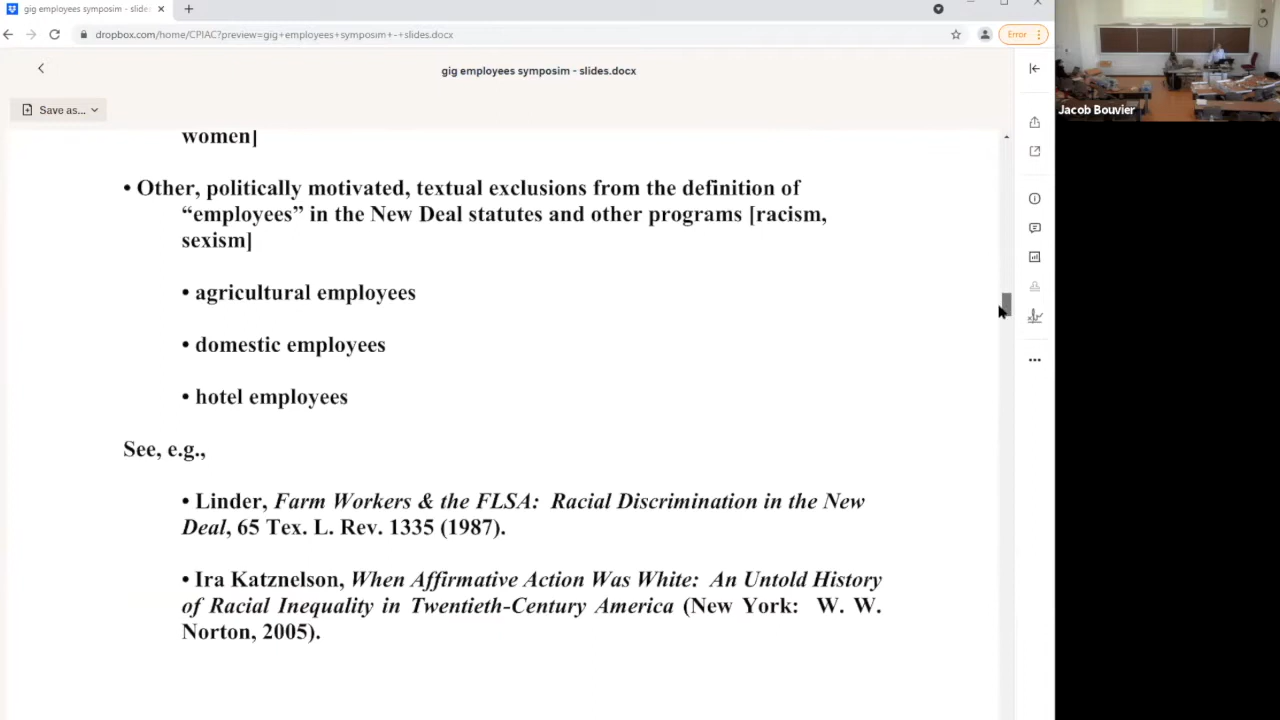 gig employees symposim - slides
dropbox.com/home/CPIAC?preview=gig+employees+symposim+-+slides.docx
Error
gig employees symposim - slides.docx
Save as...
Jacob Bouvier
women]
• Other, politically motivated, textual exclusions from the definition of
“employees” in the New Deal statutes and other programs [racism,
sexism]
• agricultural employees
• domestic employees
• hotel employees
See, e.g.,
• Linder, Farm Workers & the FLSA: Racial Discrimination in the New
Deal, 65 Tex. L. Rev. 1335 (1987).
• Ira Katznelson, When Affirmative Action Was White: An Untold History
of Racial Inequality in Twentieth-Century America (New York: W. W.
Norton, 2005).